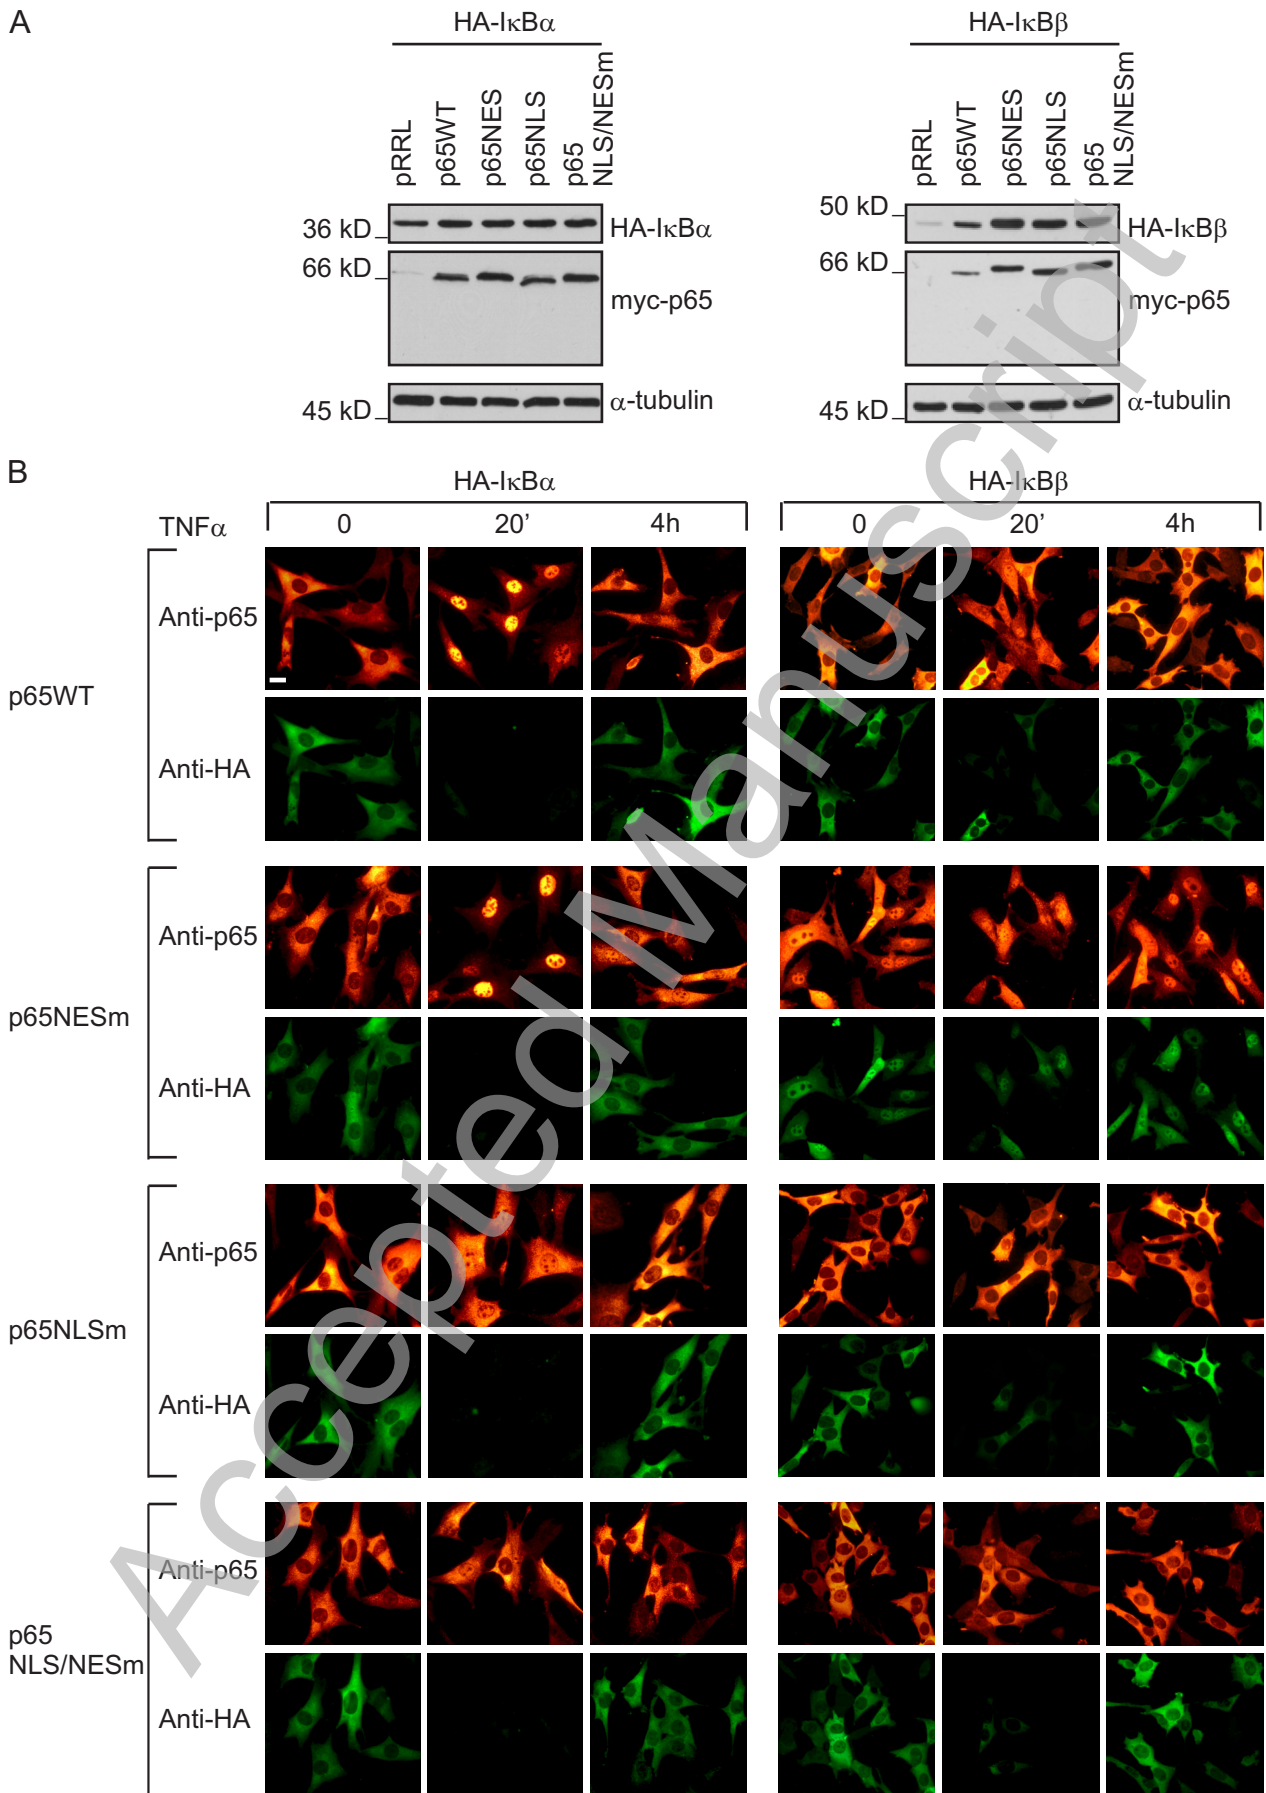 A
HA-IκBα
HA-IκBβ
pRRL
p65WT
p65NES
p65NLS
p65
NLS/NESm
pRRL
p65WT
p65NES
p65NLS
p65
NLS/NESm
36 kD
HA-IκBα
50 kD
HA-IκBβ
66 kD
myc-p65
66 kD
myc-p65
45 kD
α-tubulin
45 kD
α-tubulin
B
HA-IκBα
HA-IκBβ
TNFα
0
20’
4h
0
20’
4h
p65WT
Anti-p65
Anti-HA
p65NESm
Anti-p65
Anti-HA
p65NLSm
Anti-p65
Anti-HA
p65
NLS/NESm
Anti-p65
Anti-HA
Accepted Manuscript